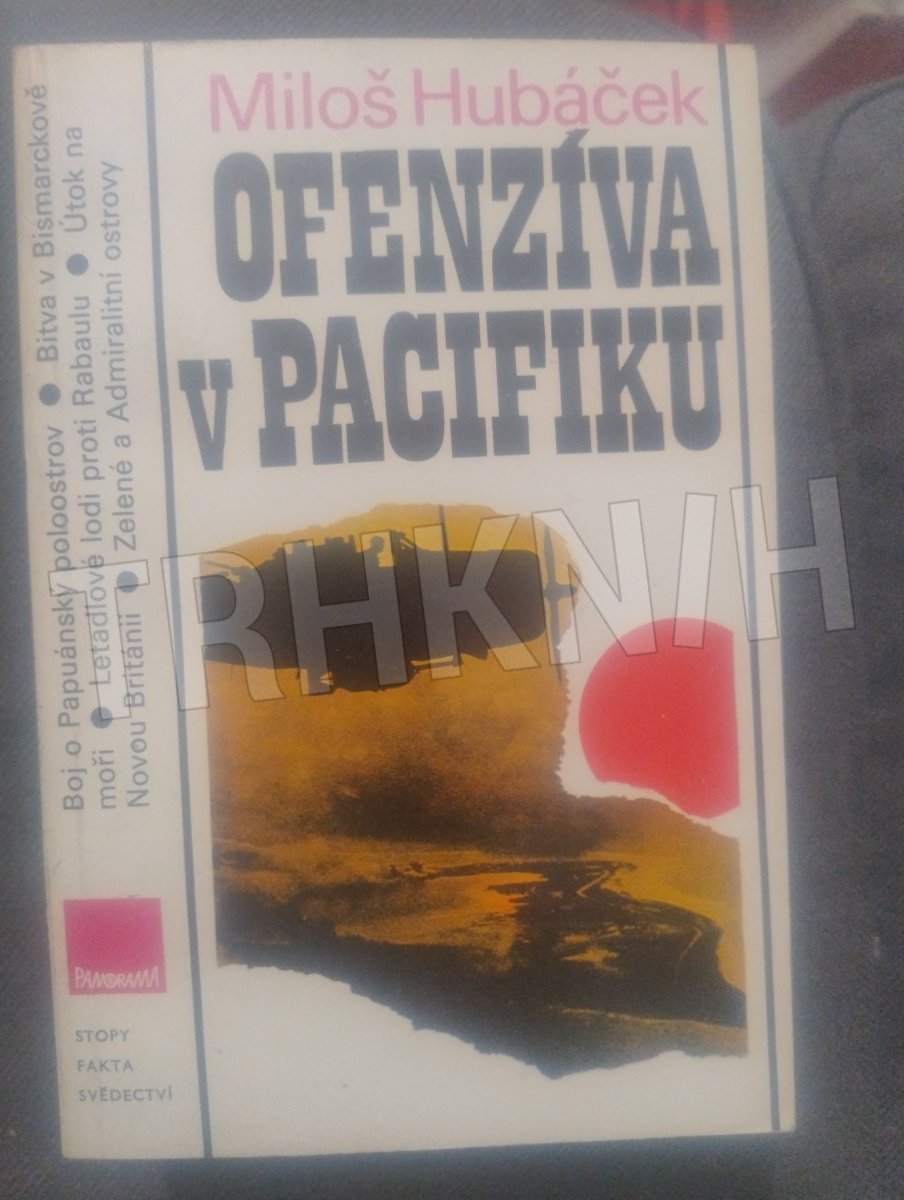 Miloš Hubáček
OFENZÍVA
V PACIFIKU
Boj o Papuánský poloostrov ● Bitva v Bismarckově
moři ● Letadlové lodi proti Rabaulu ● Útok na
Novou Británii ● Zelené a Admiralitní ostrovy
TRHKNIH
PANORAMA
STOPY
FAKTA
SVĚDECTVÍ